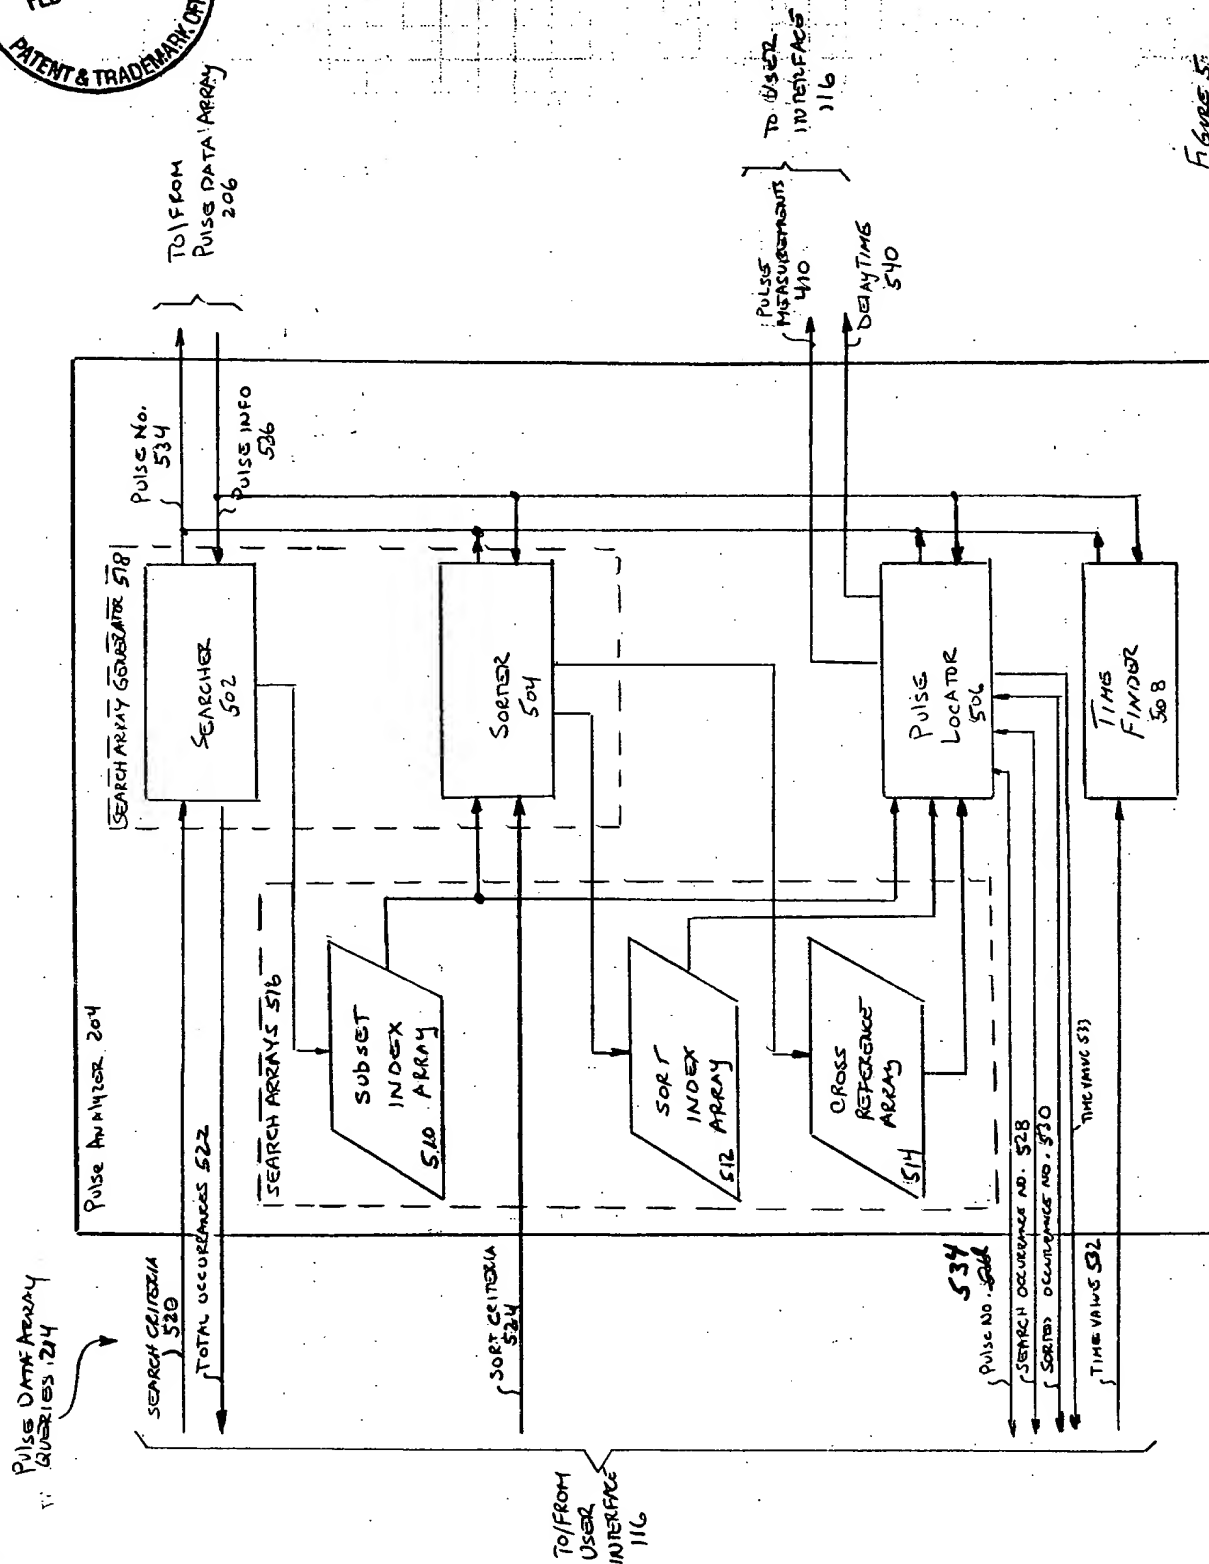 PATENT & TRADEMARK OFF
Pulse DATA ARRAY
QUERIES 214
Pulse ANALYZER 204
TO/FROM
Pulse DATA ARRAY
206
SEARCH CRITERIA
520
TOTAL OCCURRANCES 522
SEARCH ARRAY GENERATOR 518
SEARCHER
502
Pulse No.
534
Pulse INFO
536
SEARCH ARRAYS 516
SUBSET
INDEX
ARRAY
510
SORT CRITERIA
524
SORTER
504
SORT
INDEX
ARRAY
512
CROSS
REFERENCE
ARRAY
514
TO/FROM
USER
INTERFACE
116
PULSE
LOCATOR
506
PULSE
MEASUREMENTS
410
DELAY TIME
540
TO USER
INTERFACE
116
534
Pulse No.
SEARCH OCCURRANCE NO. 528
SORTED OCCURRENCE NO. 530
TIME VALUE 533
TIME VALUE 532
TIME
FINDER
508
FIGURE 5